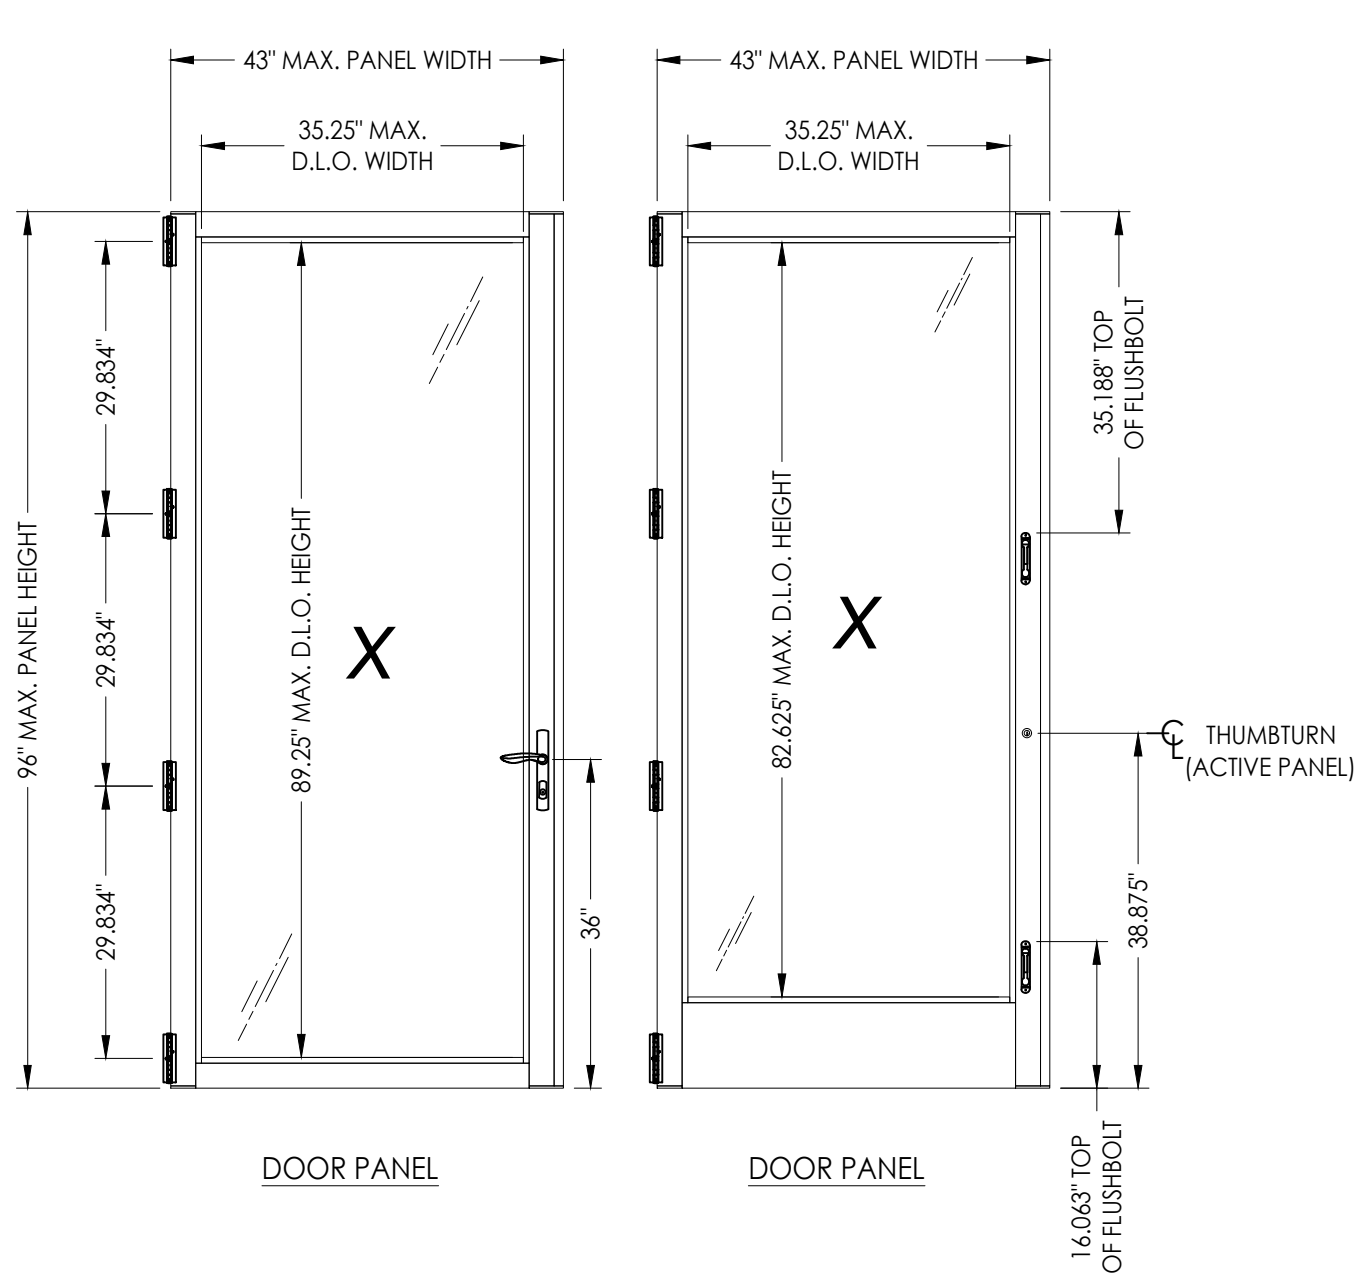 43" MAX. PANEL WIDTH
35.25" MAX.
D.L.O. WIDTH
96" MAX. PANEL HEIGHT
29.834"
29.834"
29.834"
89.25" MAX. D.L.O. HEIGHT
X
36"
DOOR PANEL
43" MAX. PANEL WIDTH
35.25" MAX.
D.L.O. WIDTH
82.625" MAX. D.L.O. HEIGHT
X
35.188" TOP
OF FLUSHBOLT
CL THUMBTURN
(ACTIVE PANEL)
38.875"
16.063" TOP
OF FLUSHBOLT
DOOR PANEL